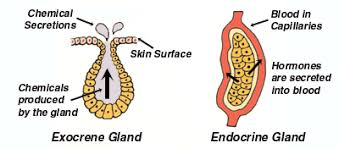 Chemical
Secretions
Skin Surface
Chemicals
produced
by the gland
Exocrene Gland
Blood in
Capillaries
Hormones
are secreted
into blood
Endocrine Gland